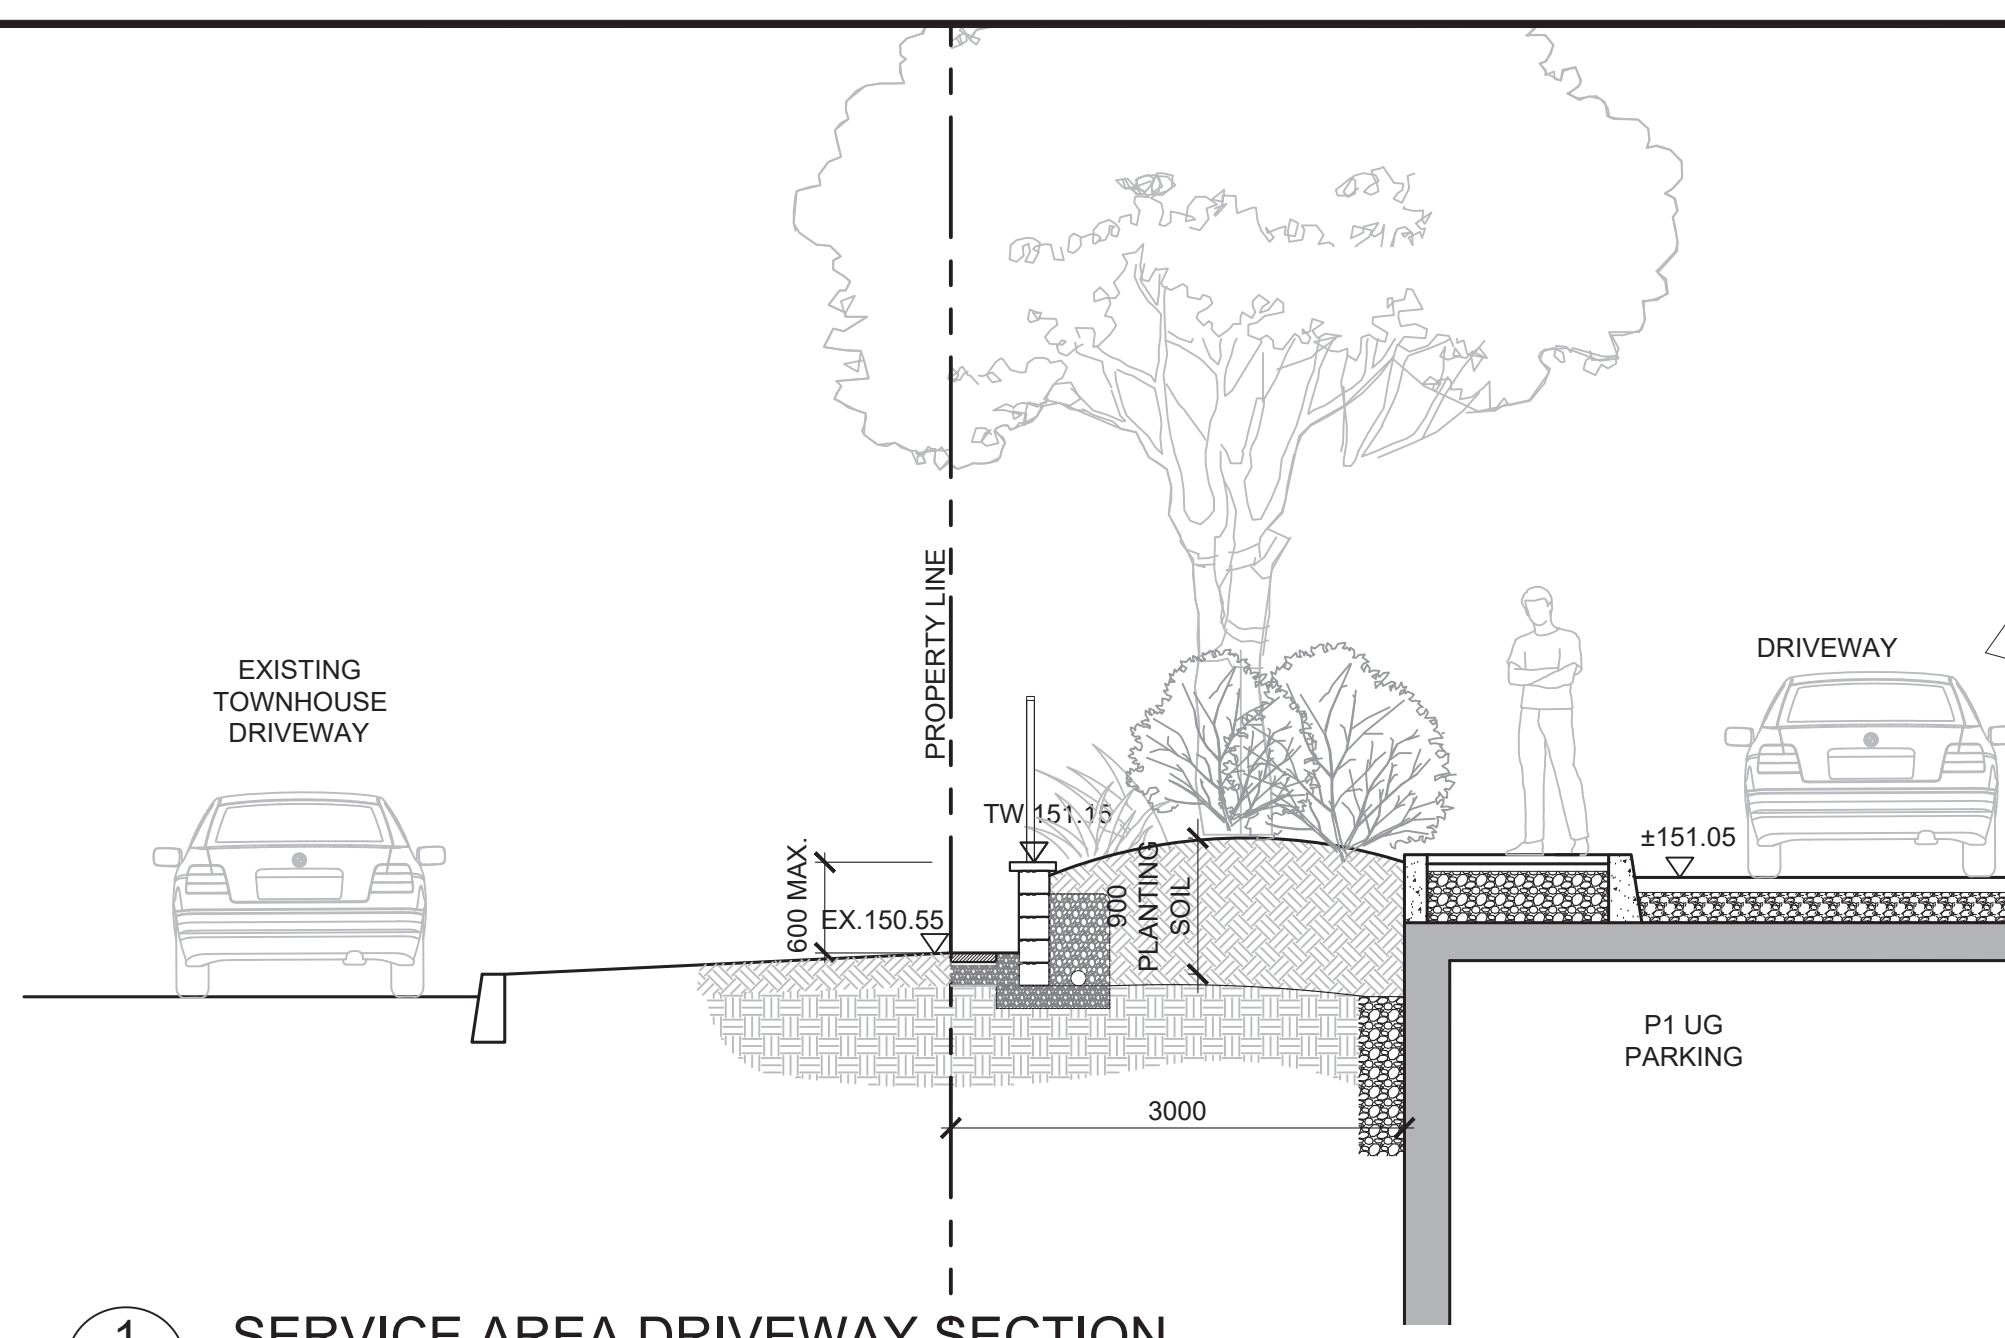 PROPERTY LINE
EXISTING
TOWNHOUSE
DRIVEWAY
DRIVEWAY
TW 151.15
±151.05
600 MAX.
EX.150.55
900
PLANTING
SOIL
P1 UG
PARKING
3000
1
SERVICE AREA DRIVEWAY SECTION